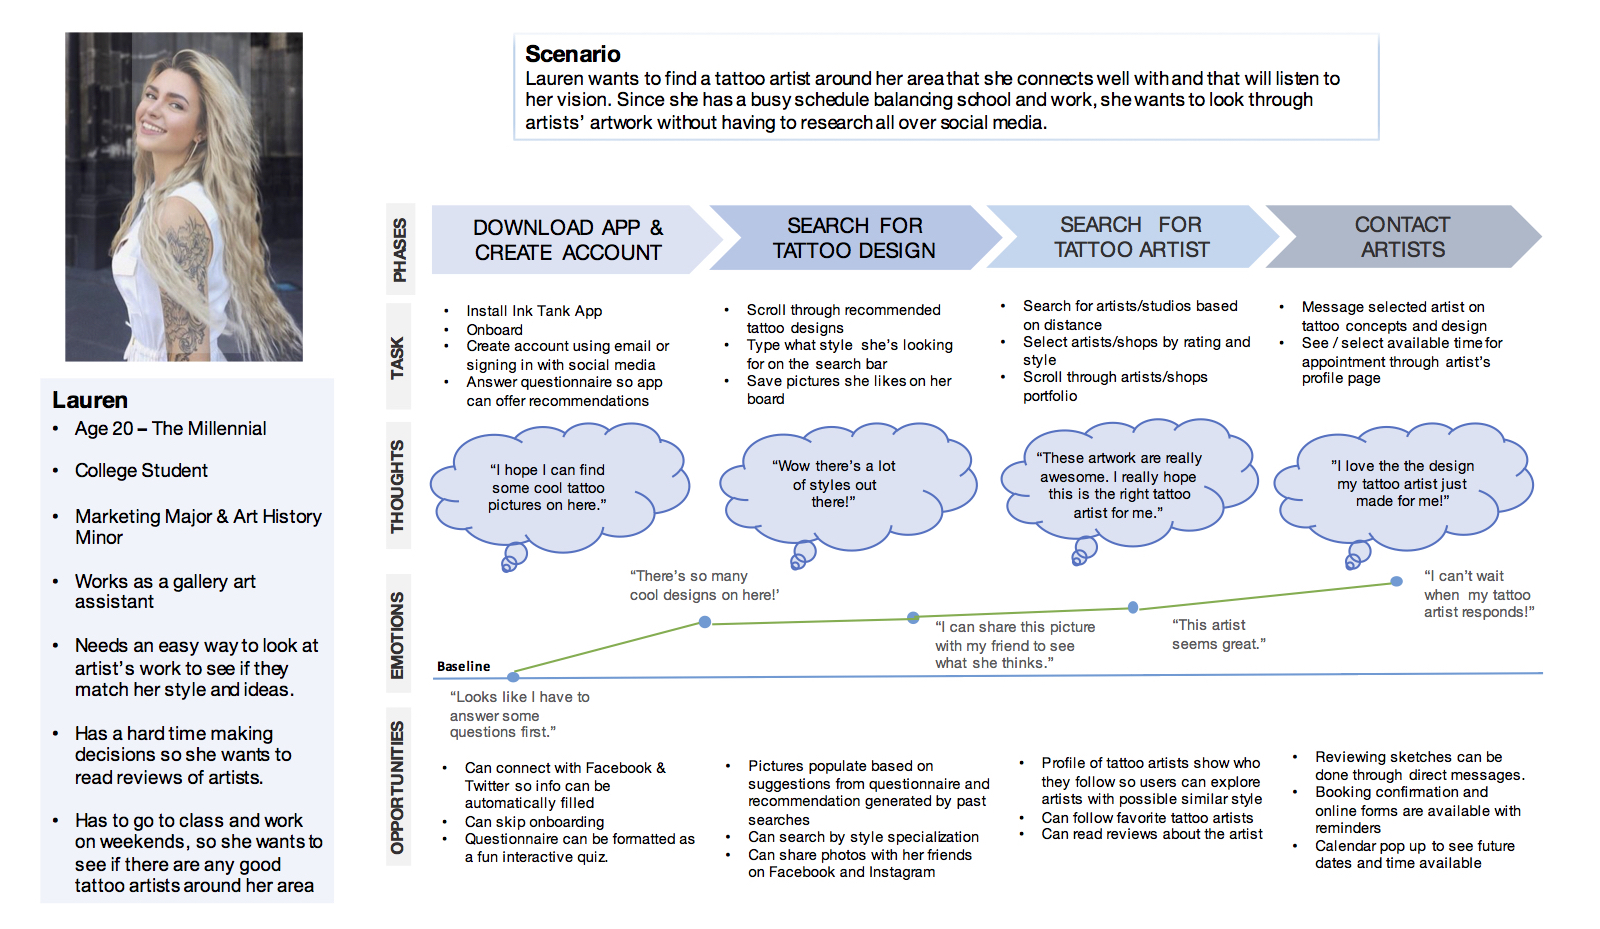 Scenario
Lauren wants to find a tattoo artist around her area that she connects well with and that will listen to
her vision. Since she has a busy schedule balancing school and work, she wants to look through
artists’ artwork without having to research all over social media.
Lauren
• Age 20 – The Millennial
• College Student
• Marketing Major & Art History
Minor
• Works as a gallery art
assistant
• Needs an easy way to look at
artist’s work to see if they
match her style and ideas.
• Has a hard time making
decisions so she wants to
read reviews of artists.
• Has to go to class and work
on weekends, so she wants to
see if there are any good
tattoo artists around her area
PHASES
DOWNLOAD APP &
CREATE ACCOUNT
SEARCH FOR
TATTOO DESIGN
SEARCH FOR
TATTOO ARTIST
CONTACT
ARTISTS
TASK
• Install Ink Tank App
• Onboard
• Create account using email or
signing in with social media
• Answer questionnaire so app
can offer recommendations
• Scroll through recommended
tattoo designs
• Type what style she’s looking
for on the search bar
• Save pictures she likes on her
board
• Search for artists/studios based
on distance
• Select artists/shops by rating and
style
• Scroll through artists/shops
portfolio
• Message selected artist on
tattoo concepts and design
• See / select available time for
appointment through artist’s
profile page
THOUGHTS
“I hope I can find
some cool tattoo
pictures on here.”
“Wow there’s a lot
of styles out
there!”
“These artwork are really
awesome. I really hope
this is the right tattoo
artist for me.”
”I love the the design
my tattoo artist just
made for me!”
EMOTIONS
Baseline
“Looks like I have to
answer some
questions first.”
“There’s so many
cool designs on here!’
“I can share this picture
with my friend to see
what she thinks.”
“This artist
seems great.”
“I can’t wait
when my tattoo
artist responds!”
OPPORTUNITIES
• Can connect with Facebook &
Twitter so info can be
automatically filled
• Can skip onboarding
• Questionnaire can be formatted as
a fun interactive quiz.
• Pictures populate based on
suggestions from questionnaire and
recommendation generated by past
searches
• Can search by style specialization
• Can share photos with her friends
on Facebook and Instagram
• Profile of tattoo artists show who
they follow so users can explore
artists with possible similar style
• Can follow favorite tattoo artists
• Can read reviews about the artist
• Reviewing sketches can be
done through direct messages.
• Booking confirmation and
online forms are available with
reminders
• Calendar pop up to see future
dates and time available